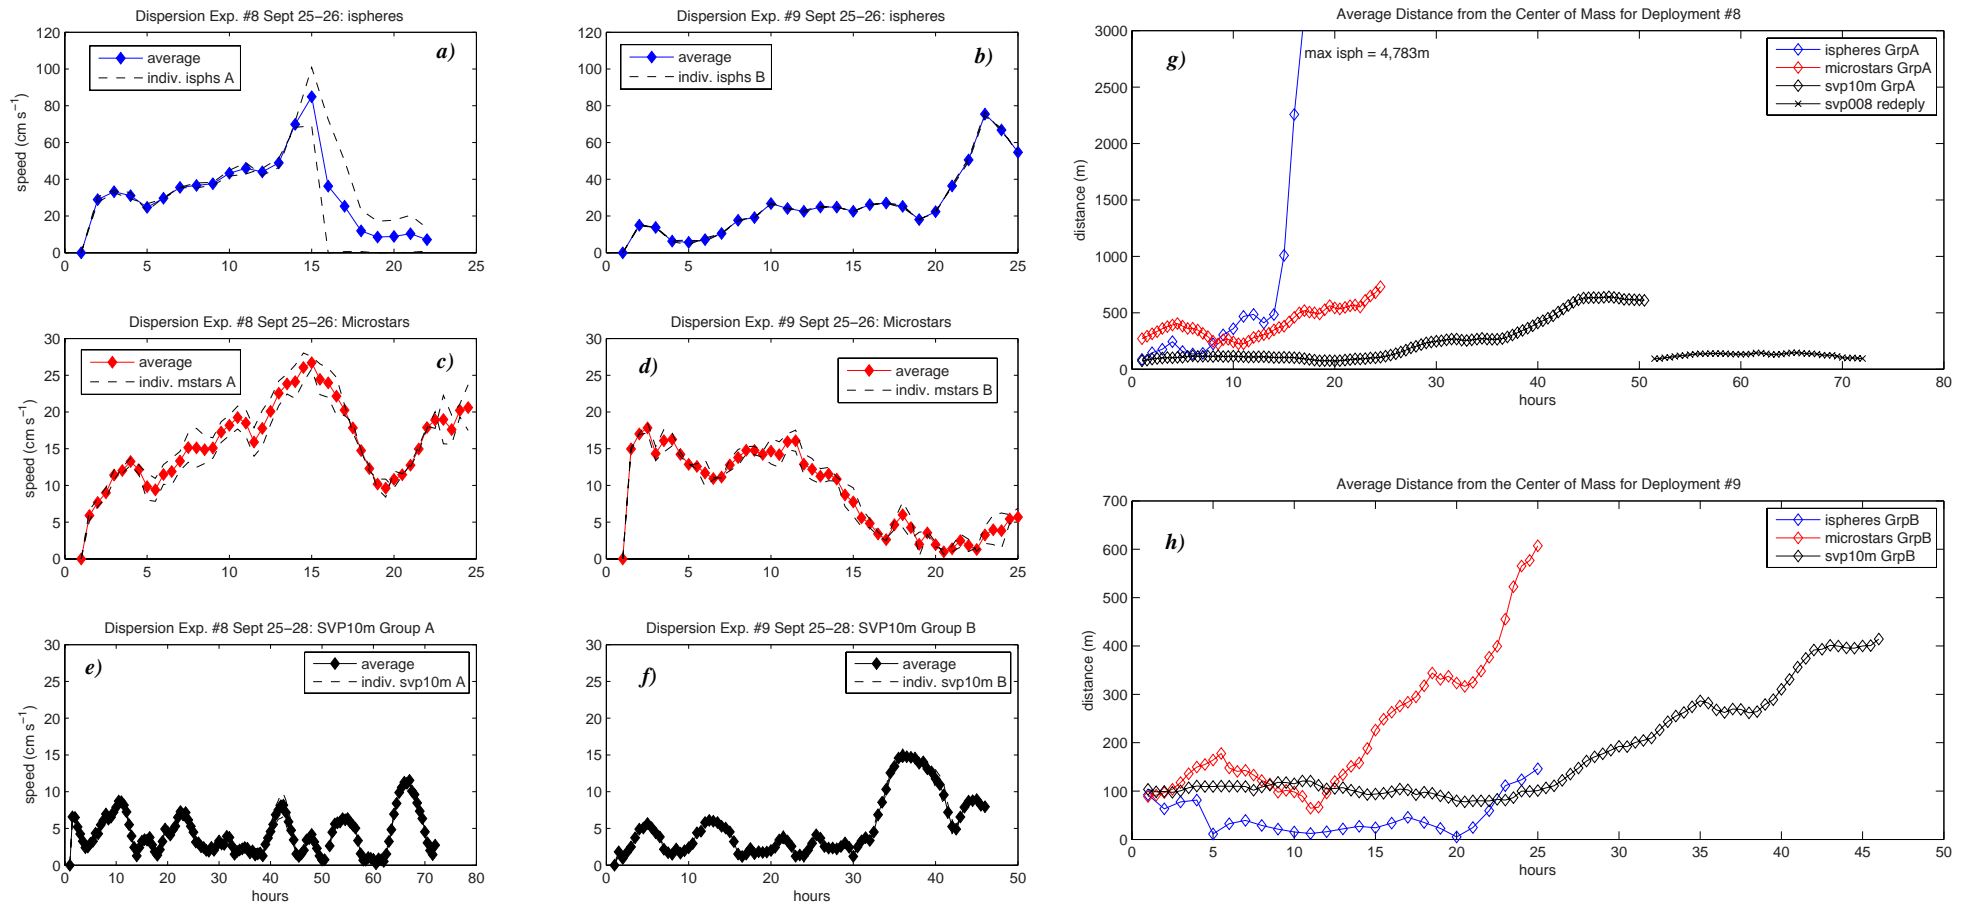 Dispersion Exp. #8 Sept 25−26: ispheres
a)
average
indiv. isphs A
speed (cm s−1)
120
100
80
60
40
20
0
0 5 10 15 20 25
Dispersion Exp. #9 Sept 25−26: ispheres
b)
average
indiv. isphs B
120
100
80
60
40
20
0
0 5 10 15 20 25
Dispersion Exp. #8 Sept 25−26: Microstars
c)
average
indiv. mstars A
speed (cm s−1)
30
25
20
15
10
5
0
0 5 10 15 20 25
Dispersion Exp. #9 Sept 25−26: Microstars
d)
average
indiv. mstars B
30
25
20
15
10
5
0
0 5 10 15 20 25
Dispersion Exp. #8 Sept 25−28: SVP10m Group A
e)
average
indiv. svp10m A
speed (cm s−1)
30
25
20
15
10
5
0
0 10 20 30 40 50 60 70 80
hours
Dispersion Exp. #9 Sept 25−28: SVP10m Group B
f)
average
indiv. svp10m B
30
25
20
15
10
5
0
0 10 20 30 40 50
hours
Average Distance from the Center of Mass for Deployment #8
g)
max isph = 4,783m
ispheres GrpA
microstars GrpA
svp10m GrpA
svp008 redeply
distance (m)
3000
2500
2000
1500
1000
500
0
0 10 20 30 40 50 60 70 80
hours
Average Distance from the Center of Mass for Deployment #9
h)
ispheres GrpB
microstars GrpB
svp10m GrpB
distance (m)
700
600
500
400
300
200
100
0
0 5 10 15 20 25 30 35 40 45 50
hours